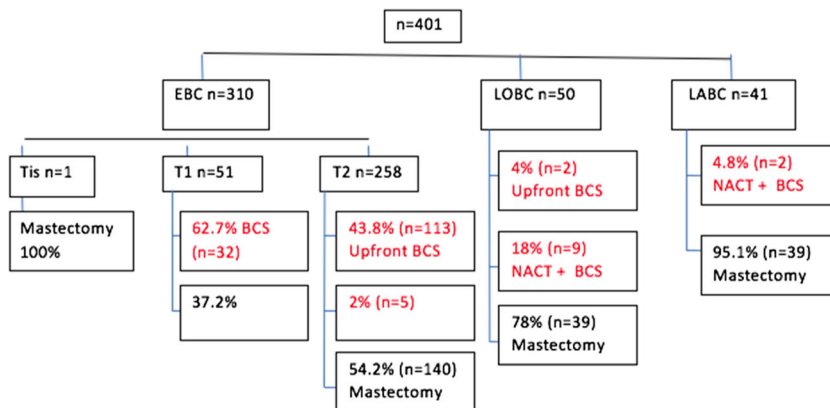 n=401
EBC n=310
LOBC n=50
LABC n=41
Tis n=1
T1 n=51
T2 n=258
4% (n=2)
Upfront BCS
4.8% (n=2)
NACT + BCS
Mastectomy
100%
62.7% BCS
(n=32)
43.8% (n=113)
Upfront BCS
18% (n=9)
NACT + BCS
95.1% (n=39)
Mastectomy
37.2%
2% (n=5)
78% (n=39)
Mastectomy
54.2% (n=140)
Mastectomy